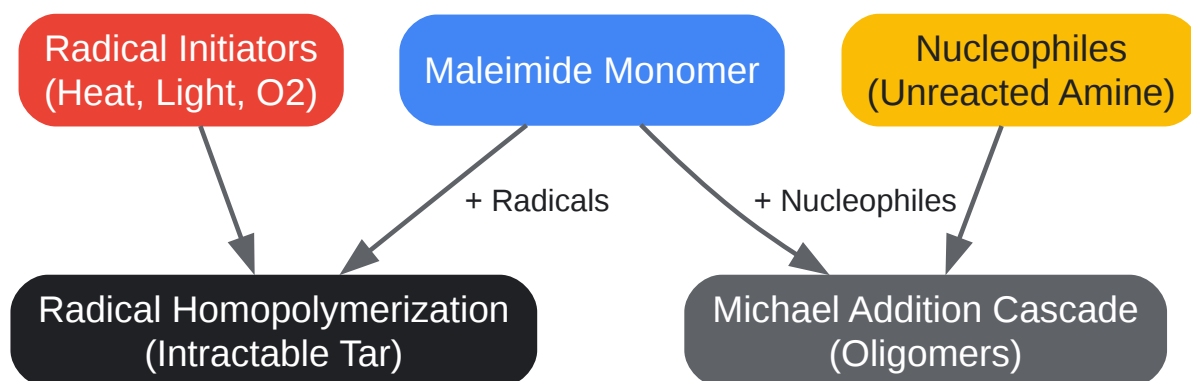 Radical Initiators
(Heat, Light, O2)
Maleimide Monomer
Nucleophiles
(Unreacted Amine)
+ Radicals
+ Nucleophiles
Radical Homopolymerization
(Intractable Tar)
Michael Addition Cascade
(Oligomers)